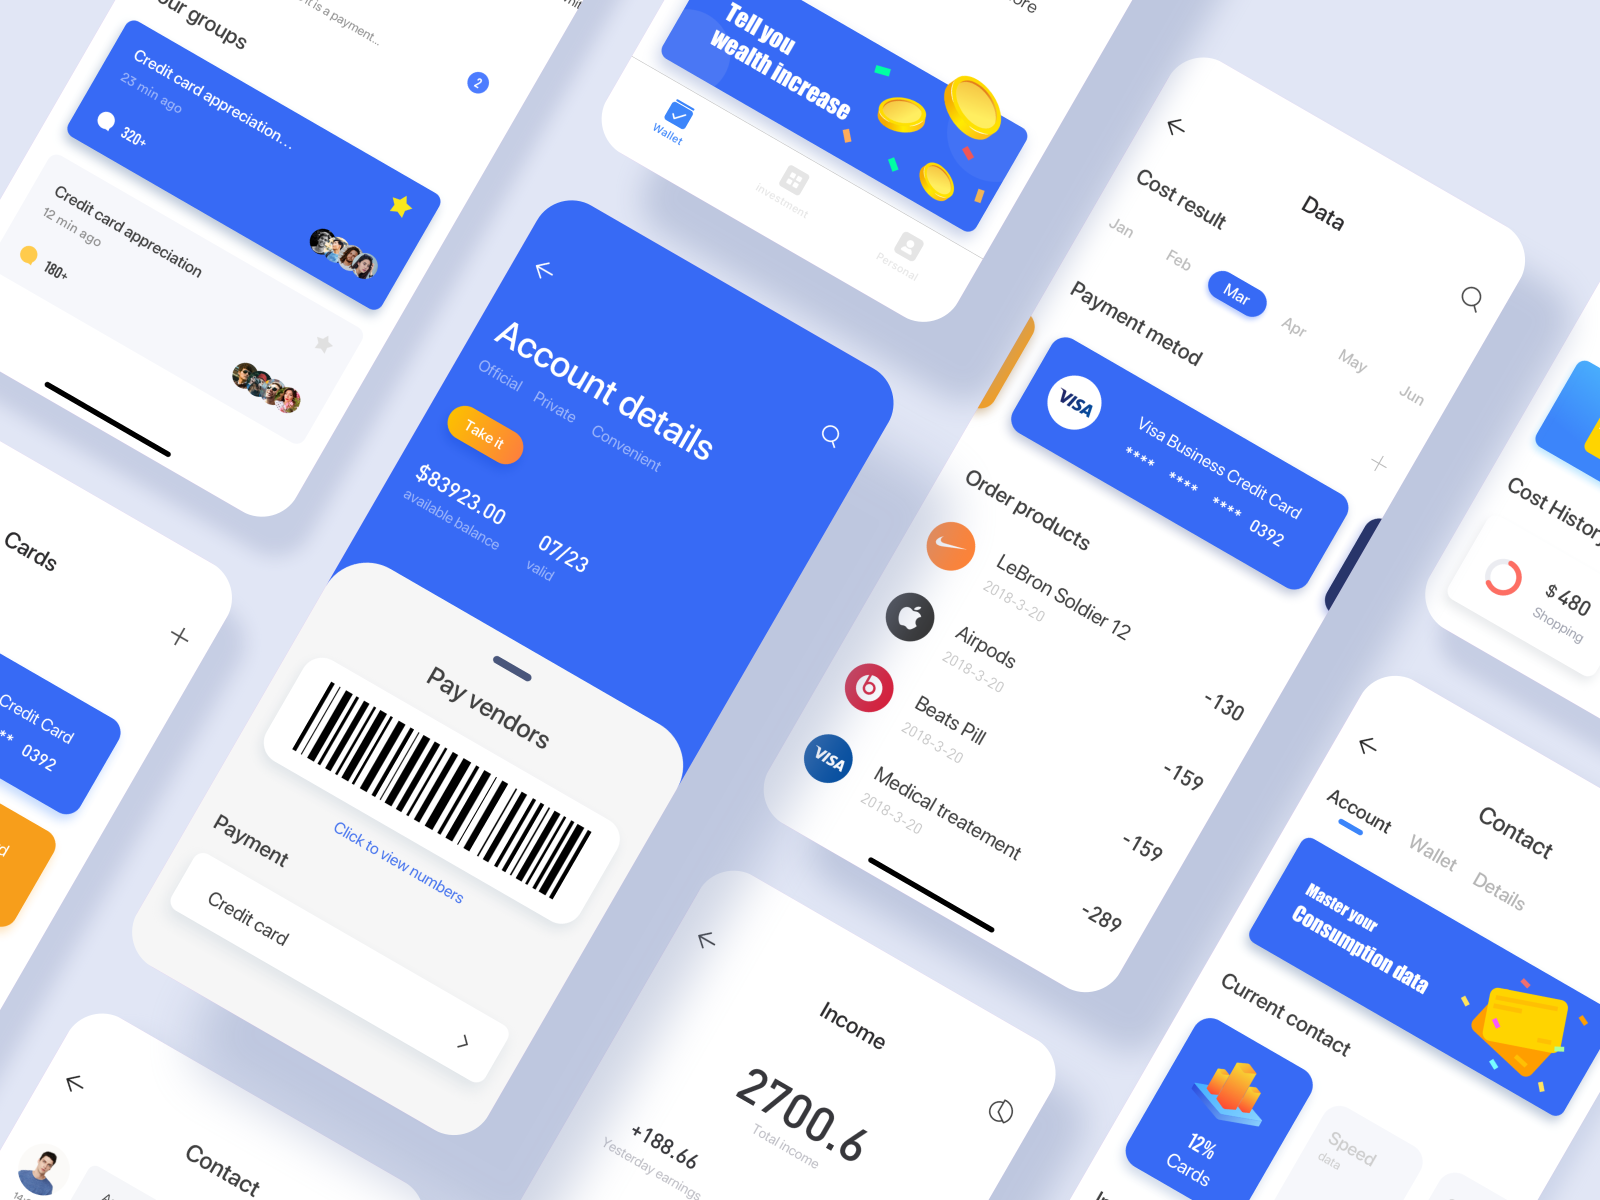 it is a payment...
our groups
2
Credit card appreciation...
23 min ago
320+
Credit card appreciation
12 min ago
180+
Tell you
wealth increase
Wallet
investment
Personal
Account details
Official
Private
Convenient
Take it
$83923.00
available balance
07/23
valid
Pay vendors
Click to view numbers
Payment
Credit card
Data
Cost result
Jan
Feb
Mar
Apr
May
Jun
Payment metod
VISA
Visa Business Credit Card
**** **** **** 0392
Order products
LeBron Soldier 12
2018-3-20
-130
Airpods
2018-3-20
-159
Beats Pill
2018-3-20
-159
VISA
Medical treatement
2018-3-20
-289
Cost History
$ 480
Shopping
Cards
Credit Card
** 0392
Contact
Income
2700.6
Total income
+188.66
Yesterday earnings
Contact
Account
Wallet
Details
Master your
Consumption data
Current contact
12%
Cards
Speed
data